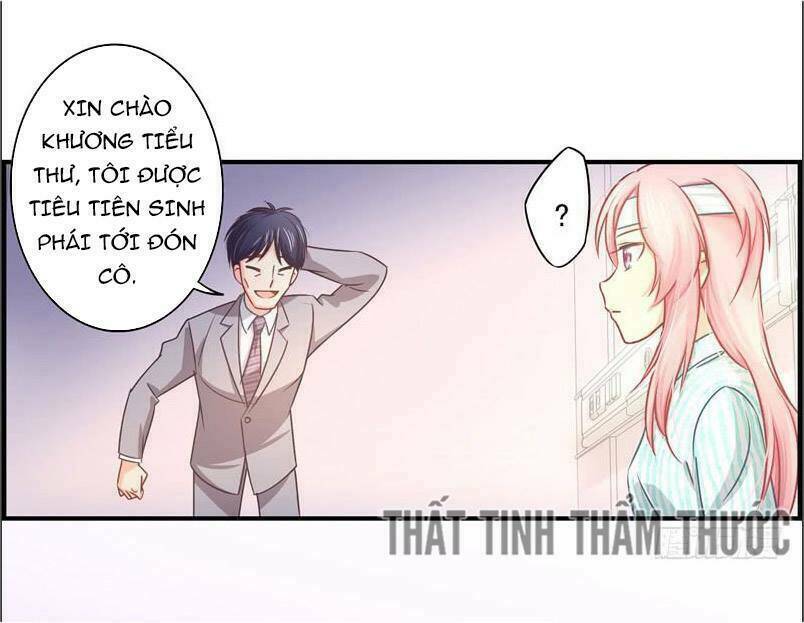 XIN CHÀO
KHƯƠNG TIỂU
THƯ, TÔI ĐƯỢC
TIÊU TIÊN SINH
PHÁI TỚI ĐÓN
CÔ.
?
THẤT TINH THẨM THƯỚC